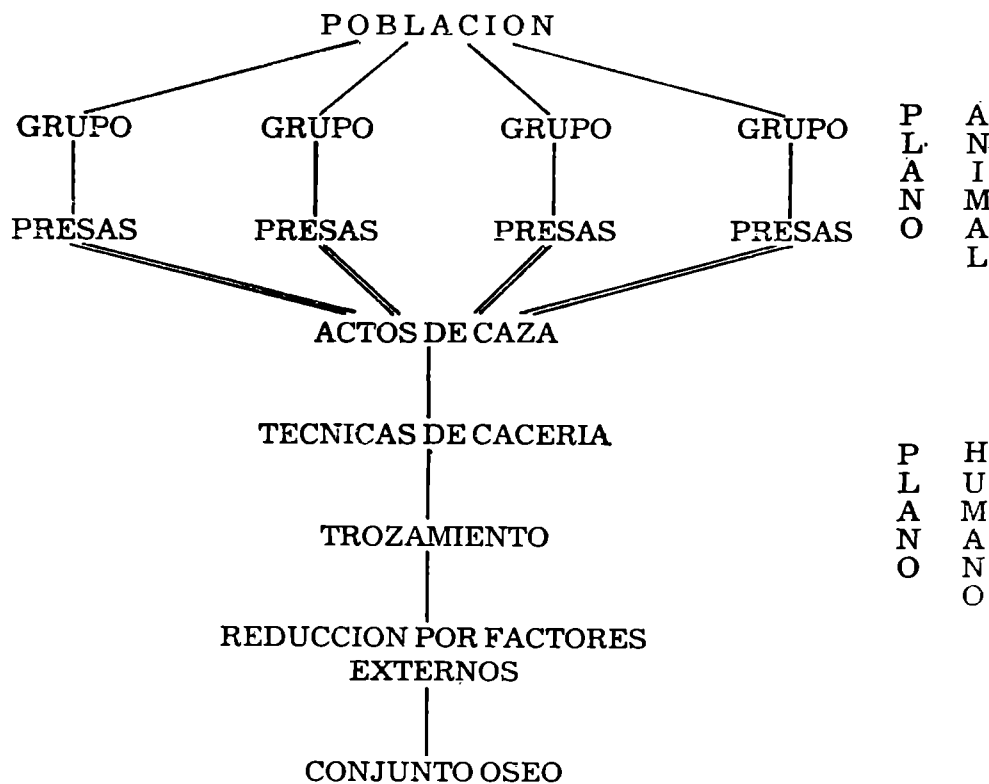 POBLACION
GRUPO GRUPO GRUPO GRUPO
PRESAS PRESAS PRESAS PRESAS
PLANO ANIMAL
ACTOS DE CAZA
TECNICAS DE CACERIA
TROZAMIENTO
REDUCCION POR FACTORES
EXTERNOS
CONJUNTO OSEO
PLANO HUMANO